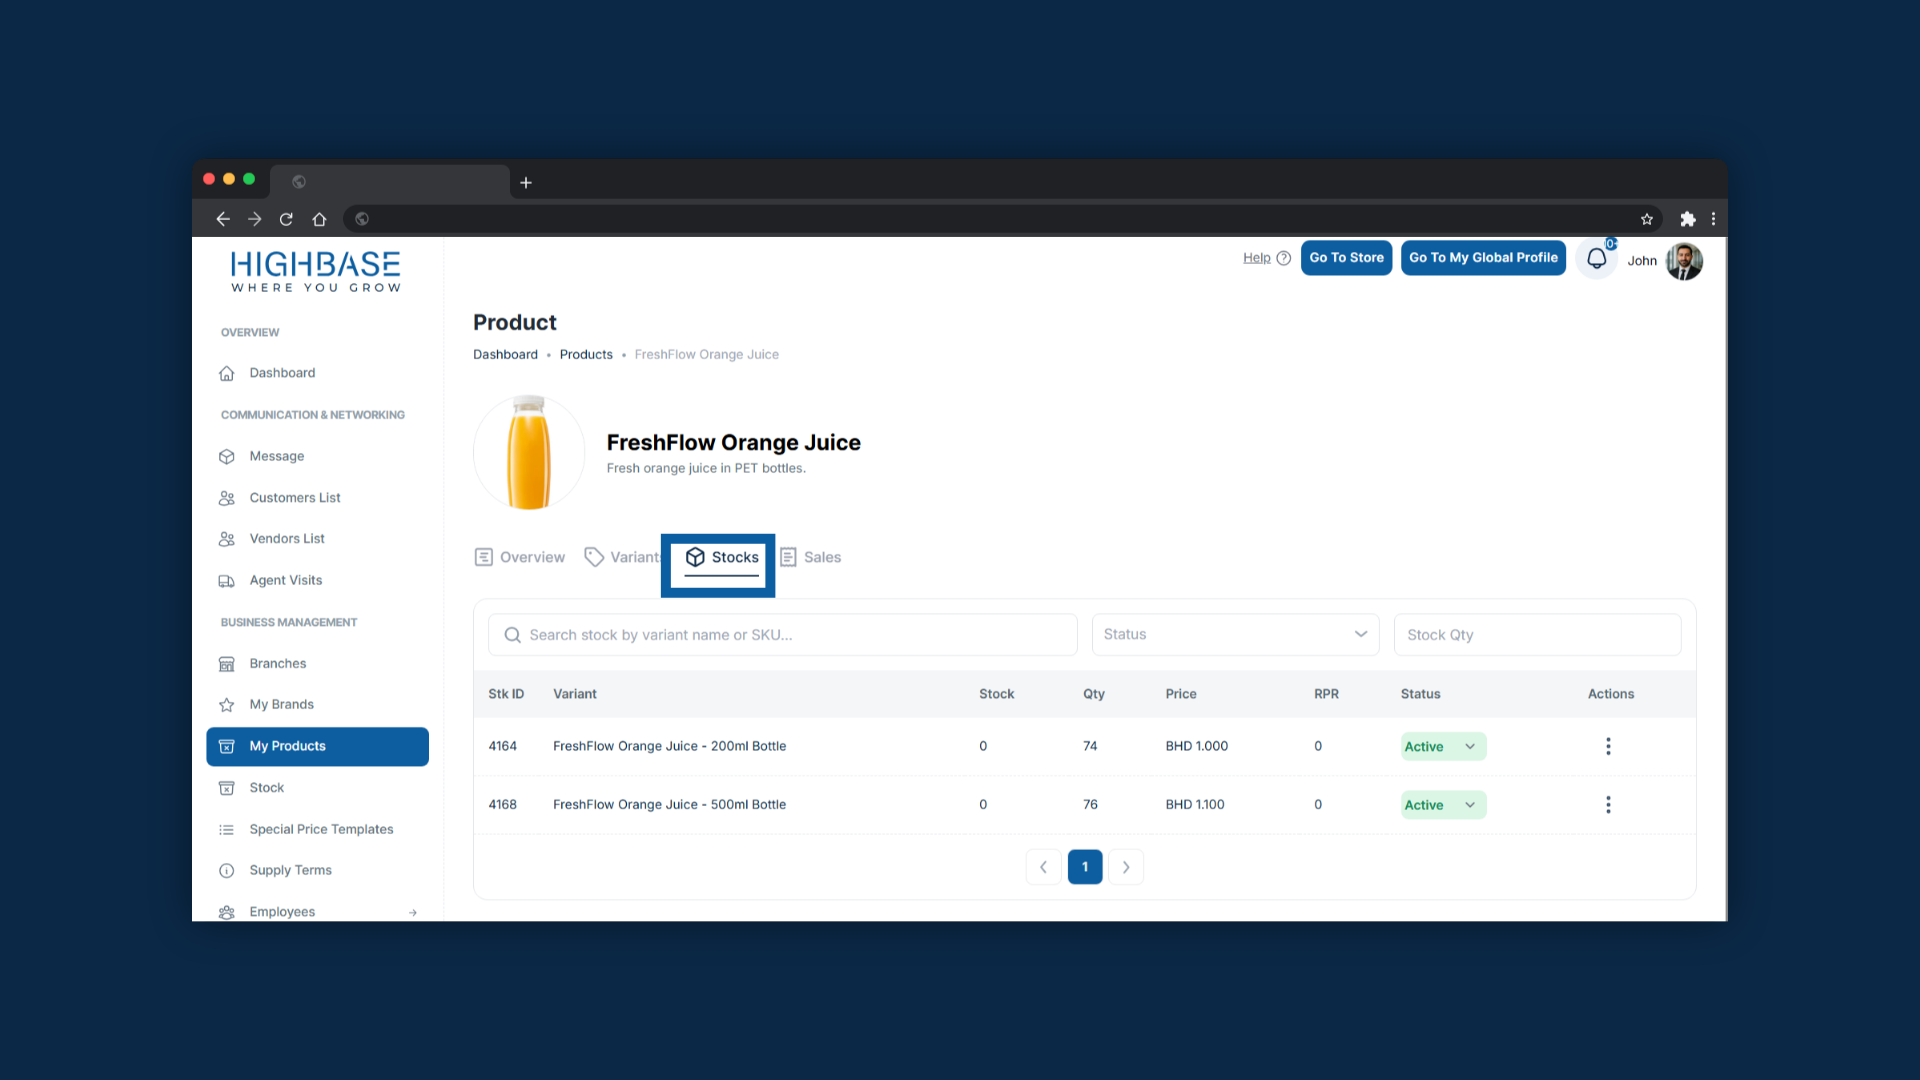 HIGHBASE
WHERE YOU GROW
Help
Go To Store
Go To My Global Profile
John
OVERVIEW
Dashboard
COMMUNICATION & NETWORKING
Message
Customers List
Vendors List
Agent Visits
BUSINESS MANAGEMENT
Branches
My Brands
My Products
Stock
Special Price Templates
Supply Terms
Employees
Product
Dashboard • Products • FreshFlow Orange Juice
FreshFlow Orange Juice
Fresh orange juice in PET bottles.
Overview Variants Stocks Sales
Search stock by variant name or SKU... Status Stock Qty
Stk ID Variant Stock Qty Price RPR Status Actions
4164 FreshFlow Orange Juice - 200ml Bottle 0 74 BHD 1.000 0 Active
4168 FreshFlow Orange Juice - 500ml Bottle 0 76 BHD 1.100 0 Active
1